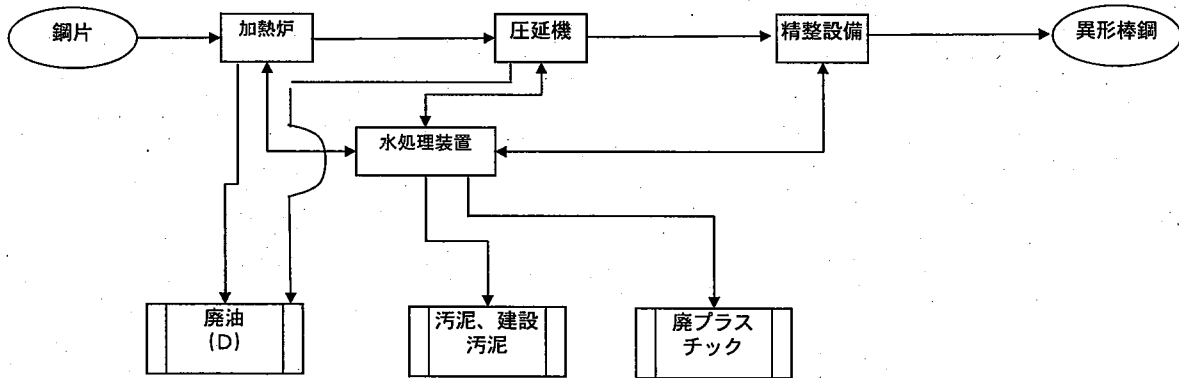 鋼片
加熱炉
圧延機
精整設備
異形棒鋼
水処理装置
廃油
(D)
汚泥、建設
汚泥
廃プラス
チック